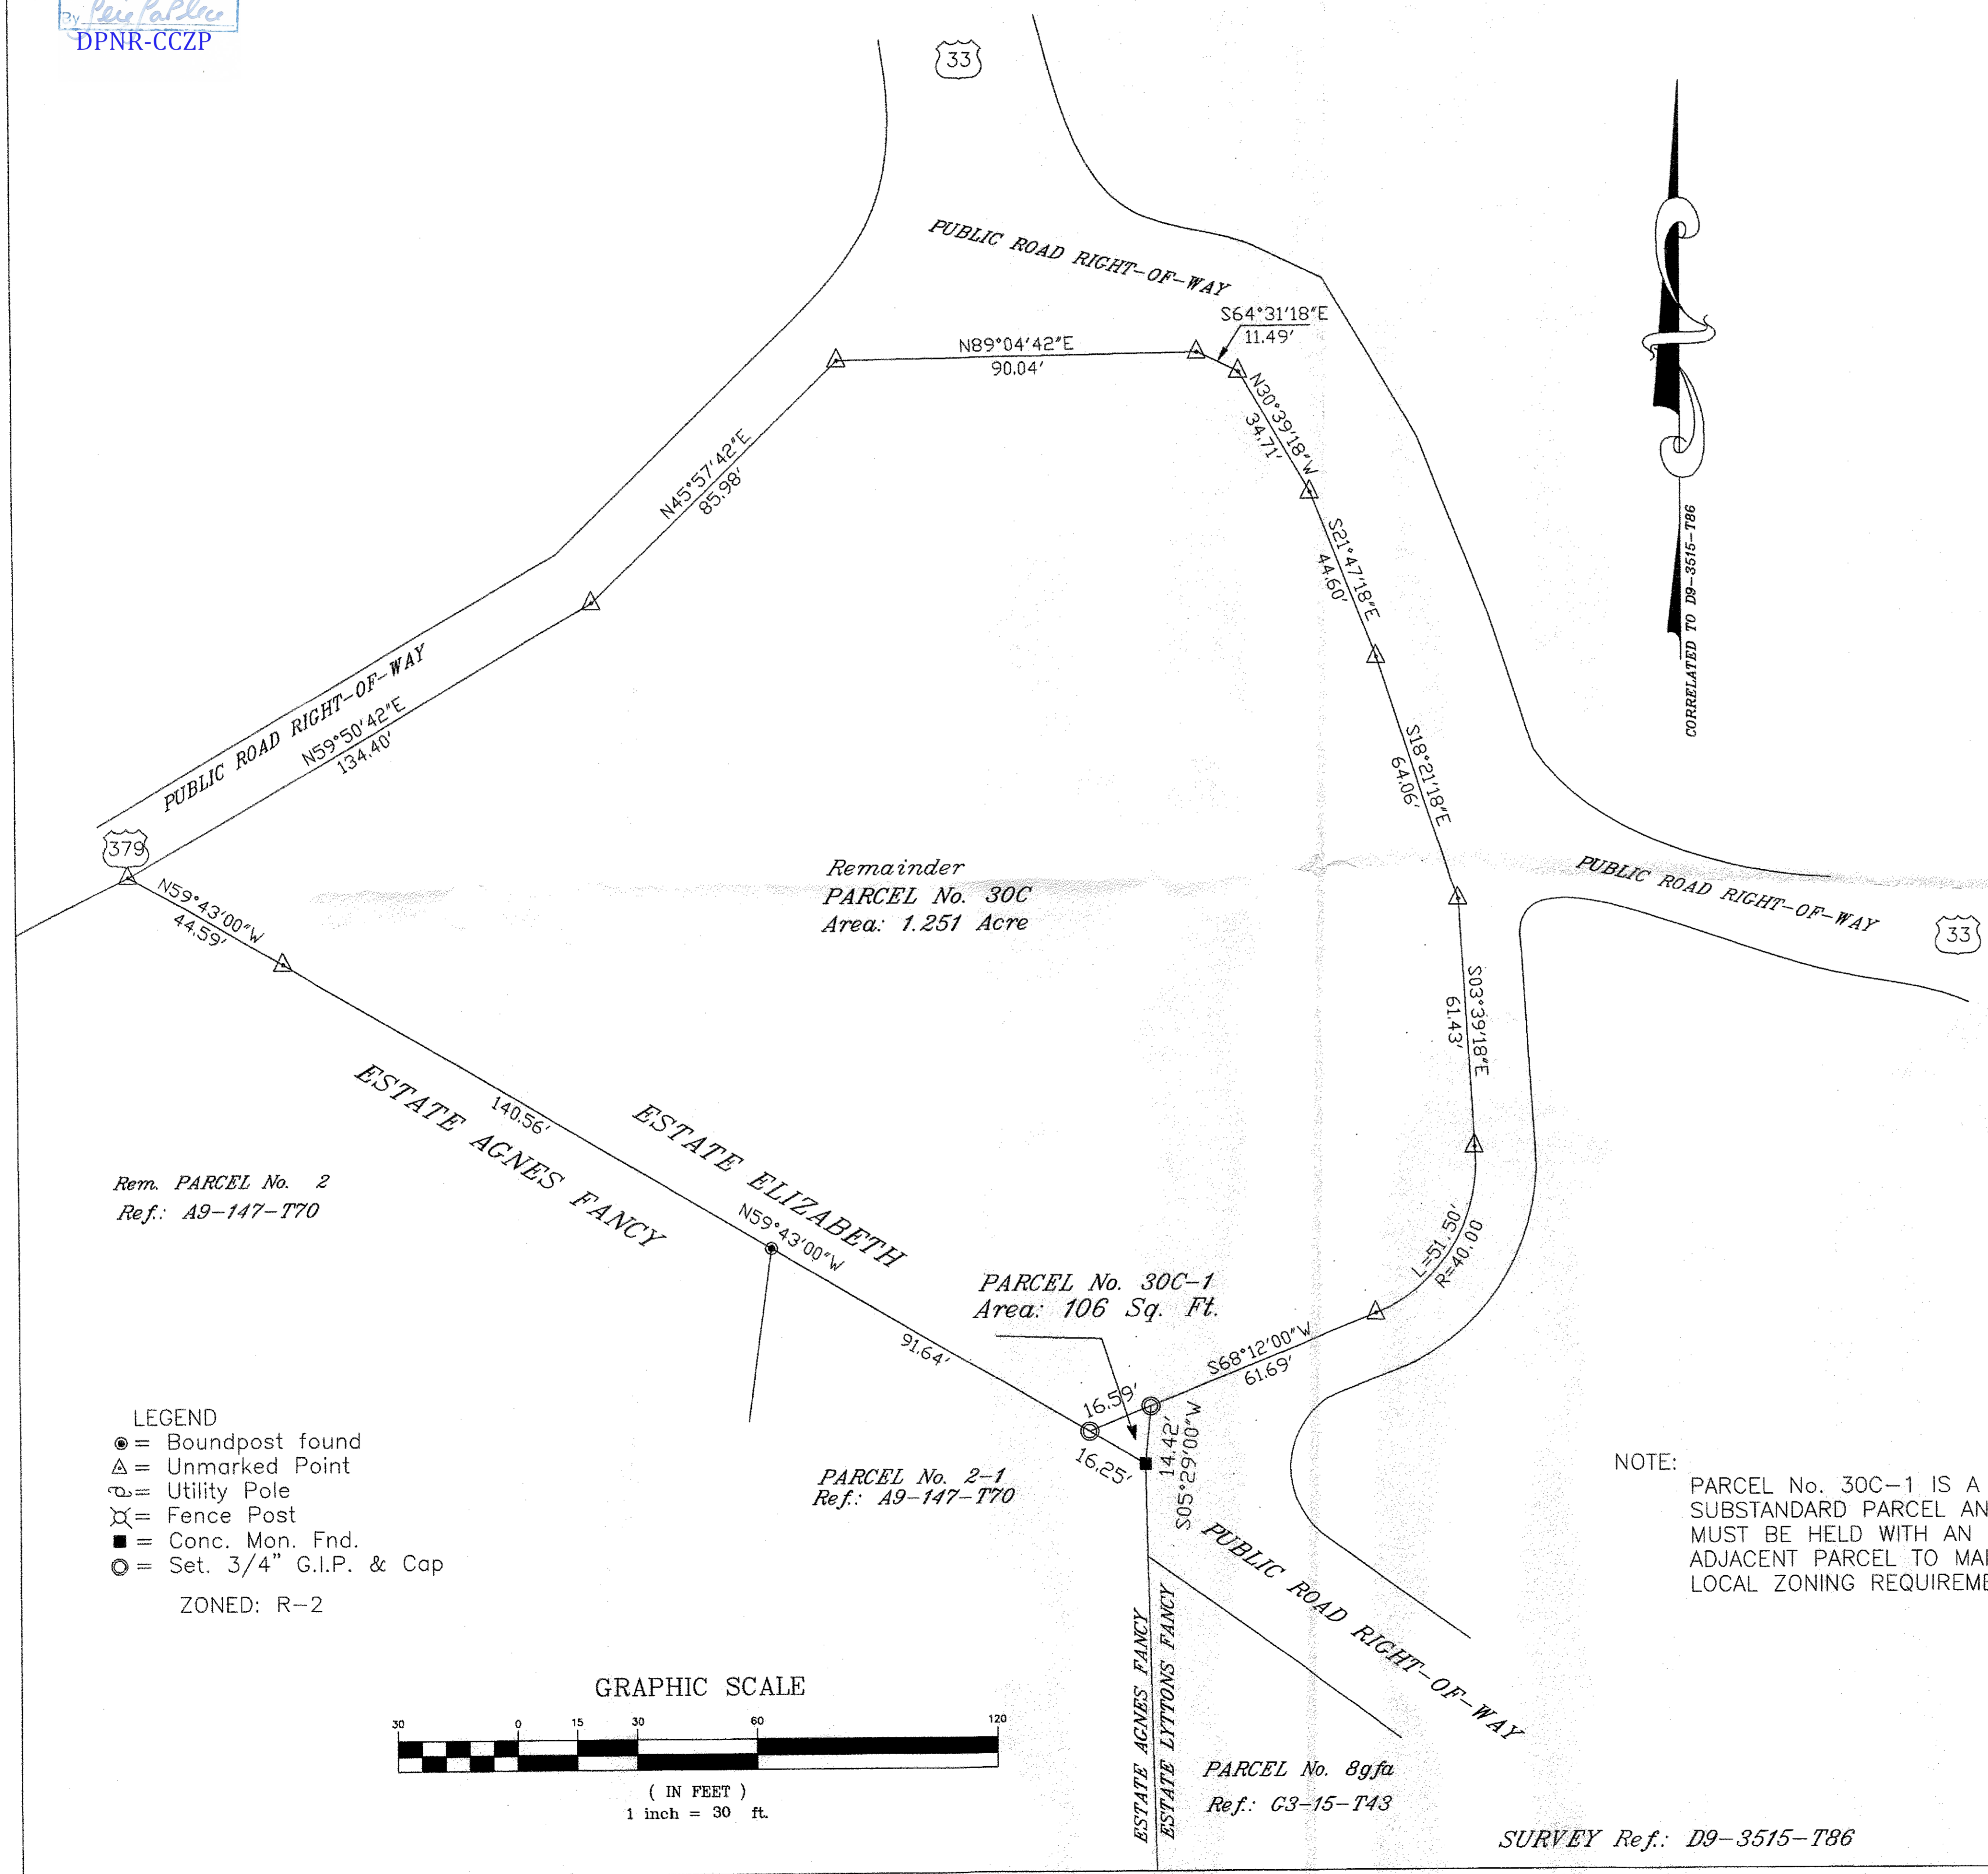 By
DPNR-CCZP
33
PUBLIC ROAD RIGHT-OF-WAY
S64°31'18"E
11.49'
N89°04'42"E
90.04'
N30°39'18"W
34.71'
N45°57'42"E
85.98'
S21°47'18"E
44.60'
CORRELATED TO D9-3515-T86
PUBLIC ROAD RIGHT-OF-WAY
N59°50'42"E
134.40'
S18°21'18"E
64.06'
379
N59°43'00"W
44.59'
Remainder
PARCEL No. 30C
Area: 1.251 Acre
PUBLIC ROAD RIGHT-OF-WAY
33
S03°39'18"E
61.43'
140.56'
ESTATE AGNES FANCY
ESTATE ELIZABETH
Rem. PARCEL No. 2
Ref.: A9-147-T70
N59°43'00"W
L=51.50'
R=40.00
PARCEL No. 30C-1
Area: 106 Sq. Ft.
91.64'
S68°12'00"W
61.69'
16.59'
14.42'
S05°29'00"W
16.25'
LEGEND
= Boundpost found
= Unmarked Point
= Utility Pole
= Fence Post
= Conc. Mon. Fnd.
= Set. 3/4" G.I.P. & Cap
ZONED: R-2
PARCEL No. 2-1
Ref.: A9-147-T70
NOTE:
PARCEL No. 30C-1 IS A
SUBSTANDARD PARCEL AN
MUST BE HELD WITH AN
ADJACENT PARCEL TO MA
LOCAL ZONING REQUIREME
PUBLIC ROAD RIGHT-OF-WAY
ESTATE AGNES FANCY
ESTATE LYTTONS FANCY
GRAPHIC SCALE
30 0 15 30 60 120
( IN FEET )
1 inch = 30 ft.
PARCEL No. 8gfa
Ref.: G3-15-T43
SURVEY Ref.: D9-3515-T86